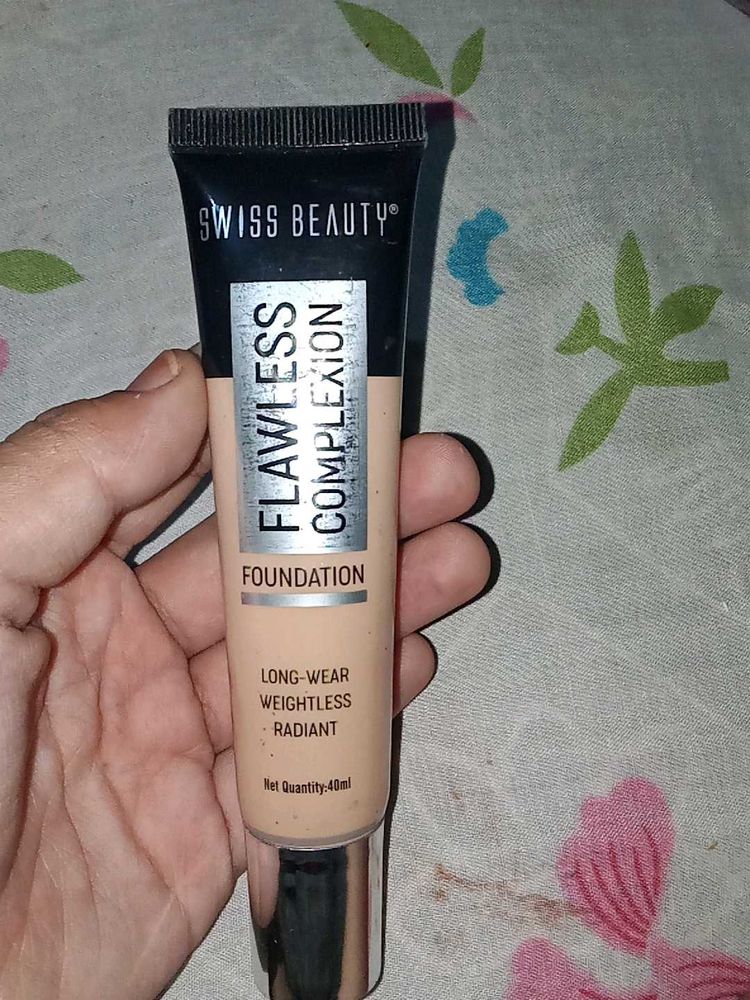 SWISS BEAUTY®
FLAWLESS
COMPLEXION
FOUNDATION
LONG-WEAR
WEIGHTLESS
RADIANT
Net Quantity:40ml